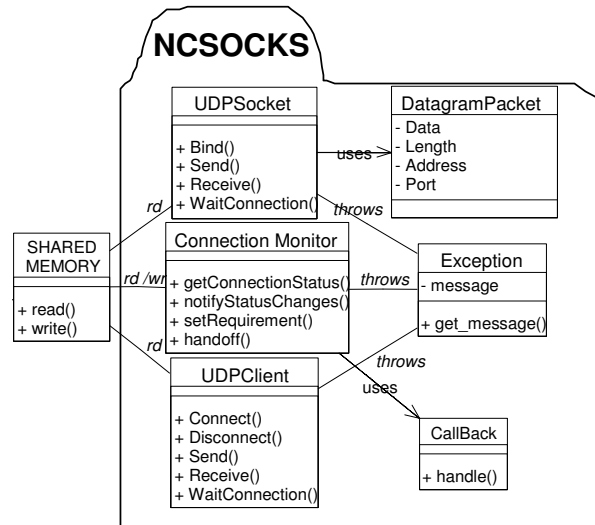 NCSOCKS
UDPSocket
+ Bind()
+ Send()
+ Receive()
+ WaitConnection()
uses
DatagramPacket
- Data
- Length
- Address
- Port
rd
throws
SHARED
MEMORY
+ read()
+ write()
rd /wr
Connection Monitor
+ getConnectionStatus()
+ notifyStatusChanges()
+ setRequirement()
+ handoff()
throws
Exception
- message
+ get_message()
rd
throws
uses
UDPClient
+ Connect()
+ Disconnect()
+ Send()
+ Receive()
+ WaitConnection()
CallBack
+ handle()